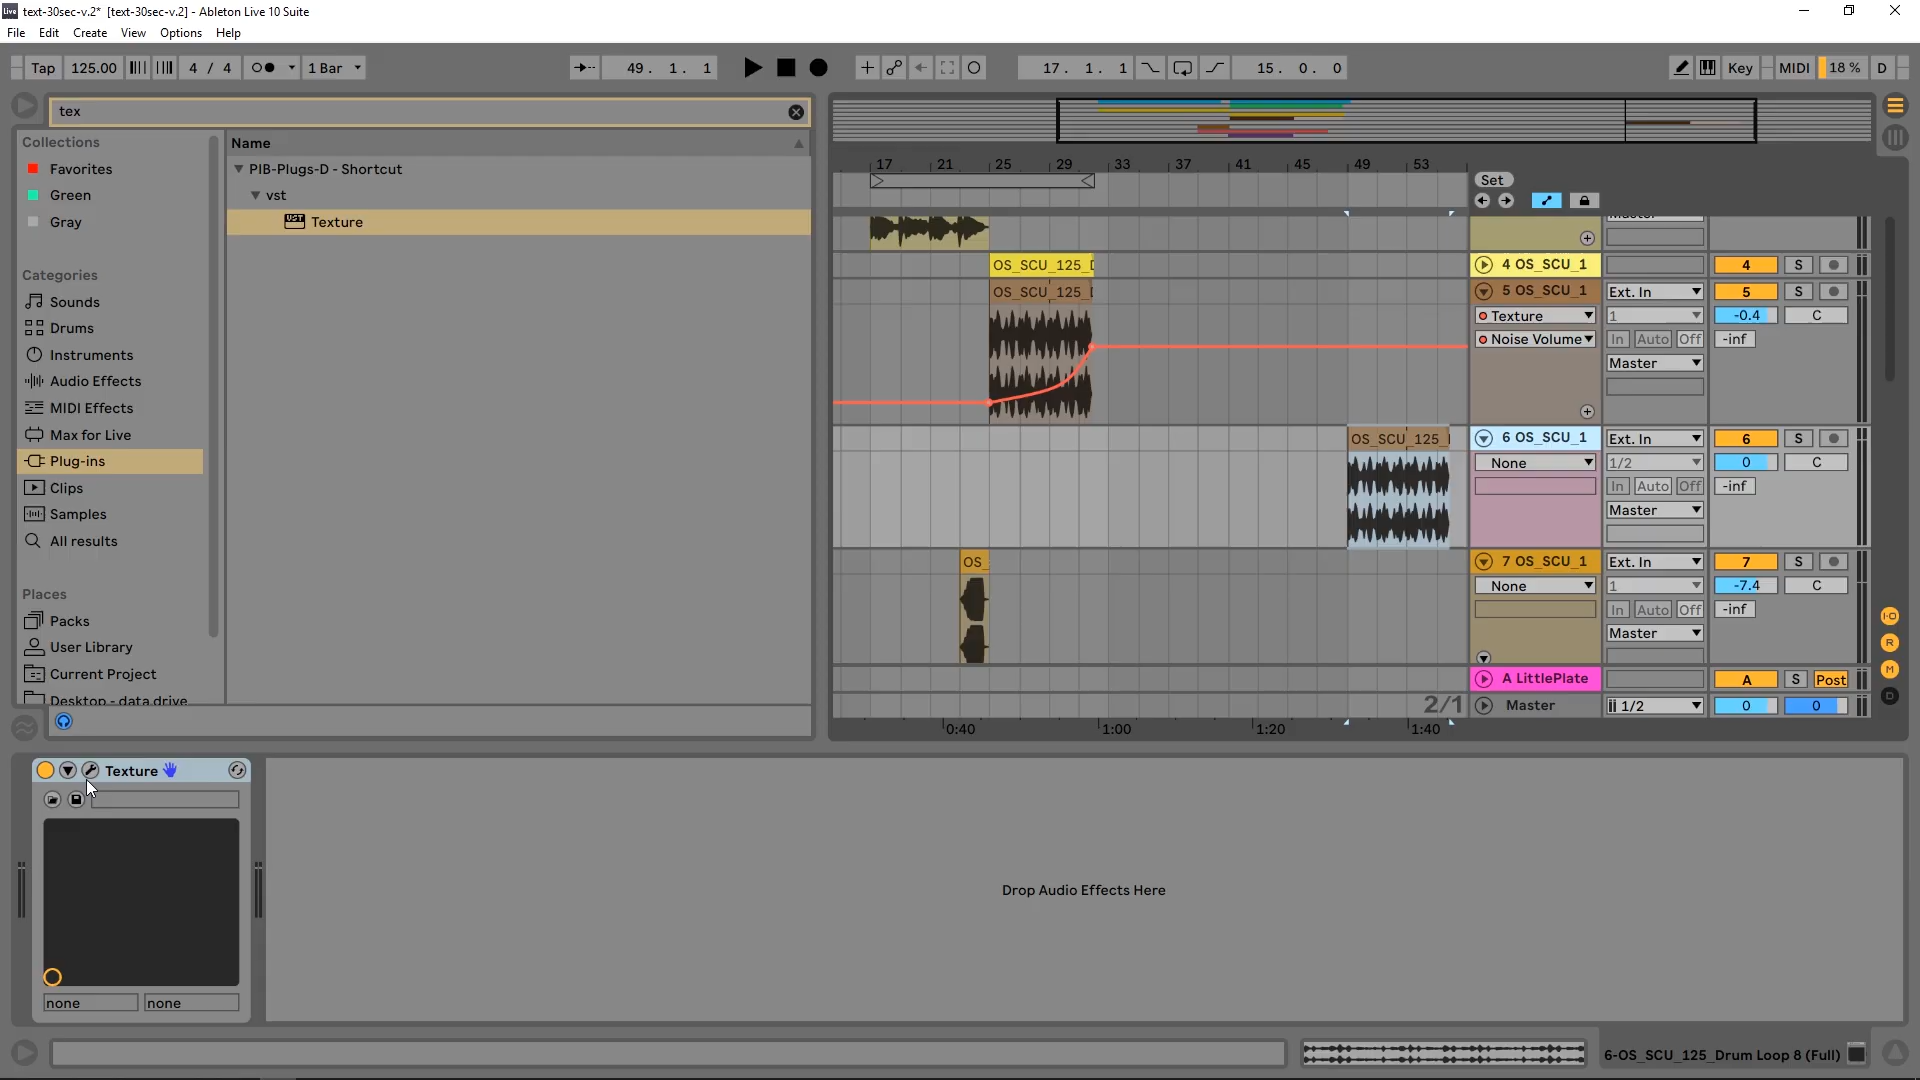 text-30sec-v.2* [text-30sec-v.2] - Ableton Live 10 Suite
File Edit Create View Options Help
Tap 125.00 4 / 4 1 Bar 49. 1. 1 17. 1. 1 15. 0. 0 Key MIDI 18 % D
tex
Collections
Favorites
Green
Gray
Categories
Sounds
Drums
Instruments
Audio Effects
MIDI Effects
Max for Live
Plug-ins
Clips
Samples
All results
Places
Packs
User Library
Current Project
Desktop - data drive
Name
PIB-Plugs-D - Shortcut
vst
VST Texture
17 21 25 29 33 37 41 45 49 53
Set
Master
OS_SCU_125_ 4 OS_SCU_1 4 S
OS_SCU_125_ 5 OS_SCU_1 Ext. In 5 S
Texture 1 -0.4 C
Noise Volume In Auto Off -inf
Master
OS_SCU_125_ 6 OS_SCU_1 Ext. In 6 S
None 1/2 0 C
In Auto Off -inf
Master
OS_ 7 OS_SCU_1 Ext. In 7 S
None 1 -7.4 C
In Auto Off -inf
Master
A LittlePlate A S Post
2/1 Master 1/2 0 0
0:40 1:00 1:20 1:40
I-O
R
M
D
Texture
none none
Drop Audio Effects Here
6-OS_SCU_125_Drum Loop 8 (Full)